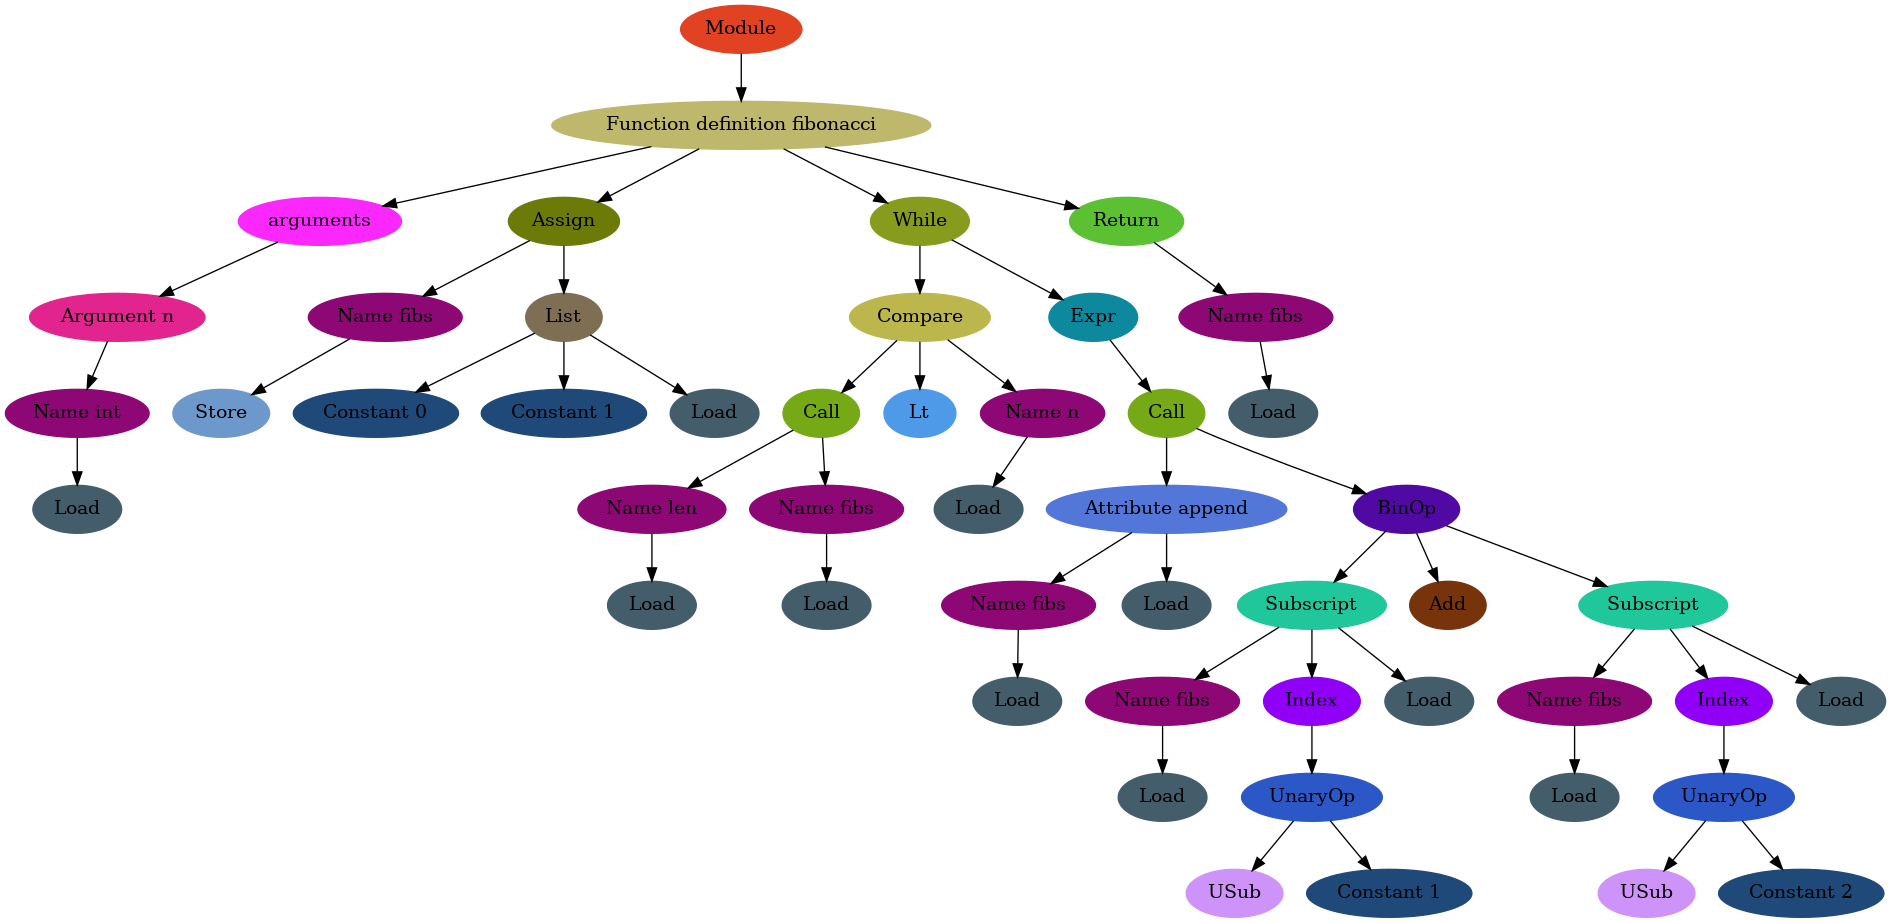 Module
Function definition fibonacci
arguments Assign While Return
Argument n Name fibs List Compare Expr Name fibs
Name int Store Constant 0 Constant 1 Load Call Lt Name n Call Load
Load Name len Name fibs Load Attribute append BinOp
Load Load Name fibs Load Subscript Add Subscript
Load Name fibs Index Load Name fibs Index Load
Load UnaryOp Load UnaryOp
USub Constant 1 USub Constant 2